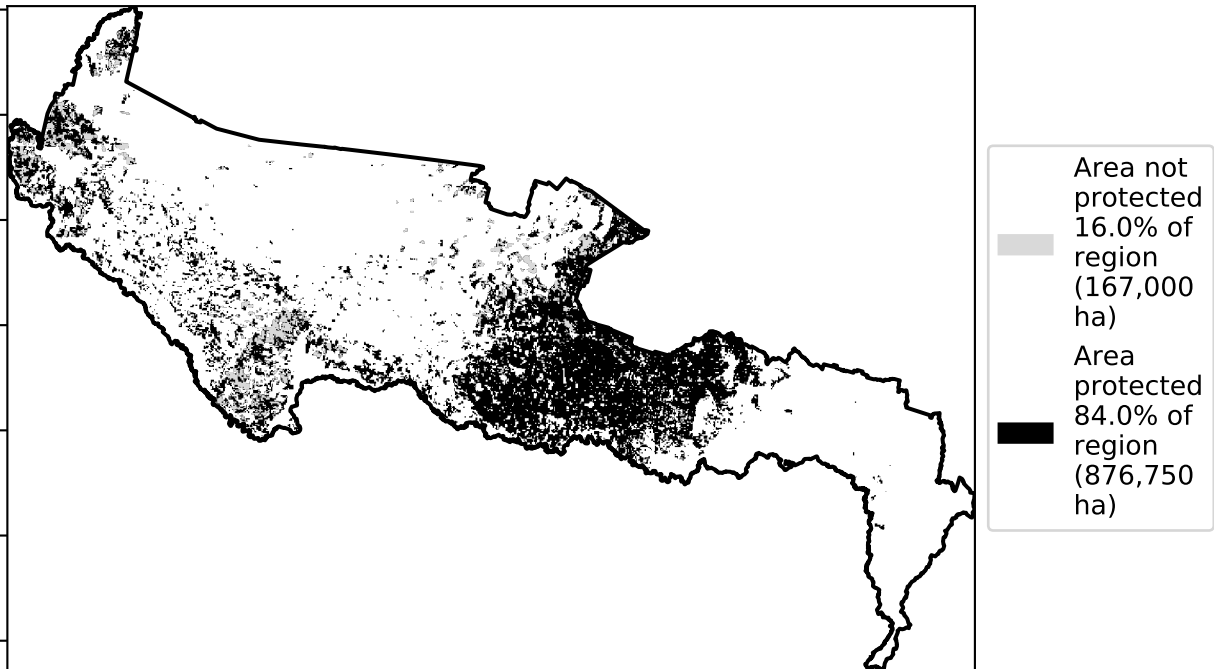 Area not
protected
16.0% of
region
(167,000
ha)
Area
protected
84.0% of
region
(876,750
ha)